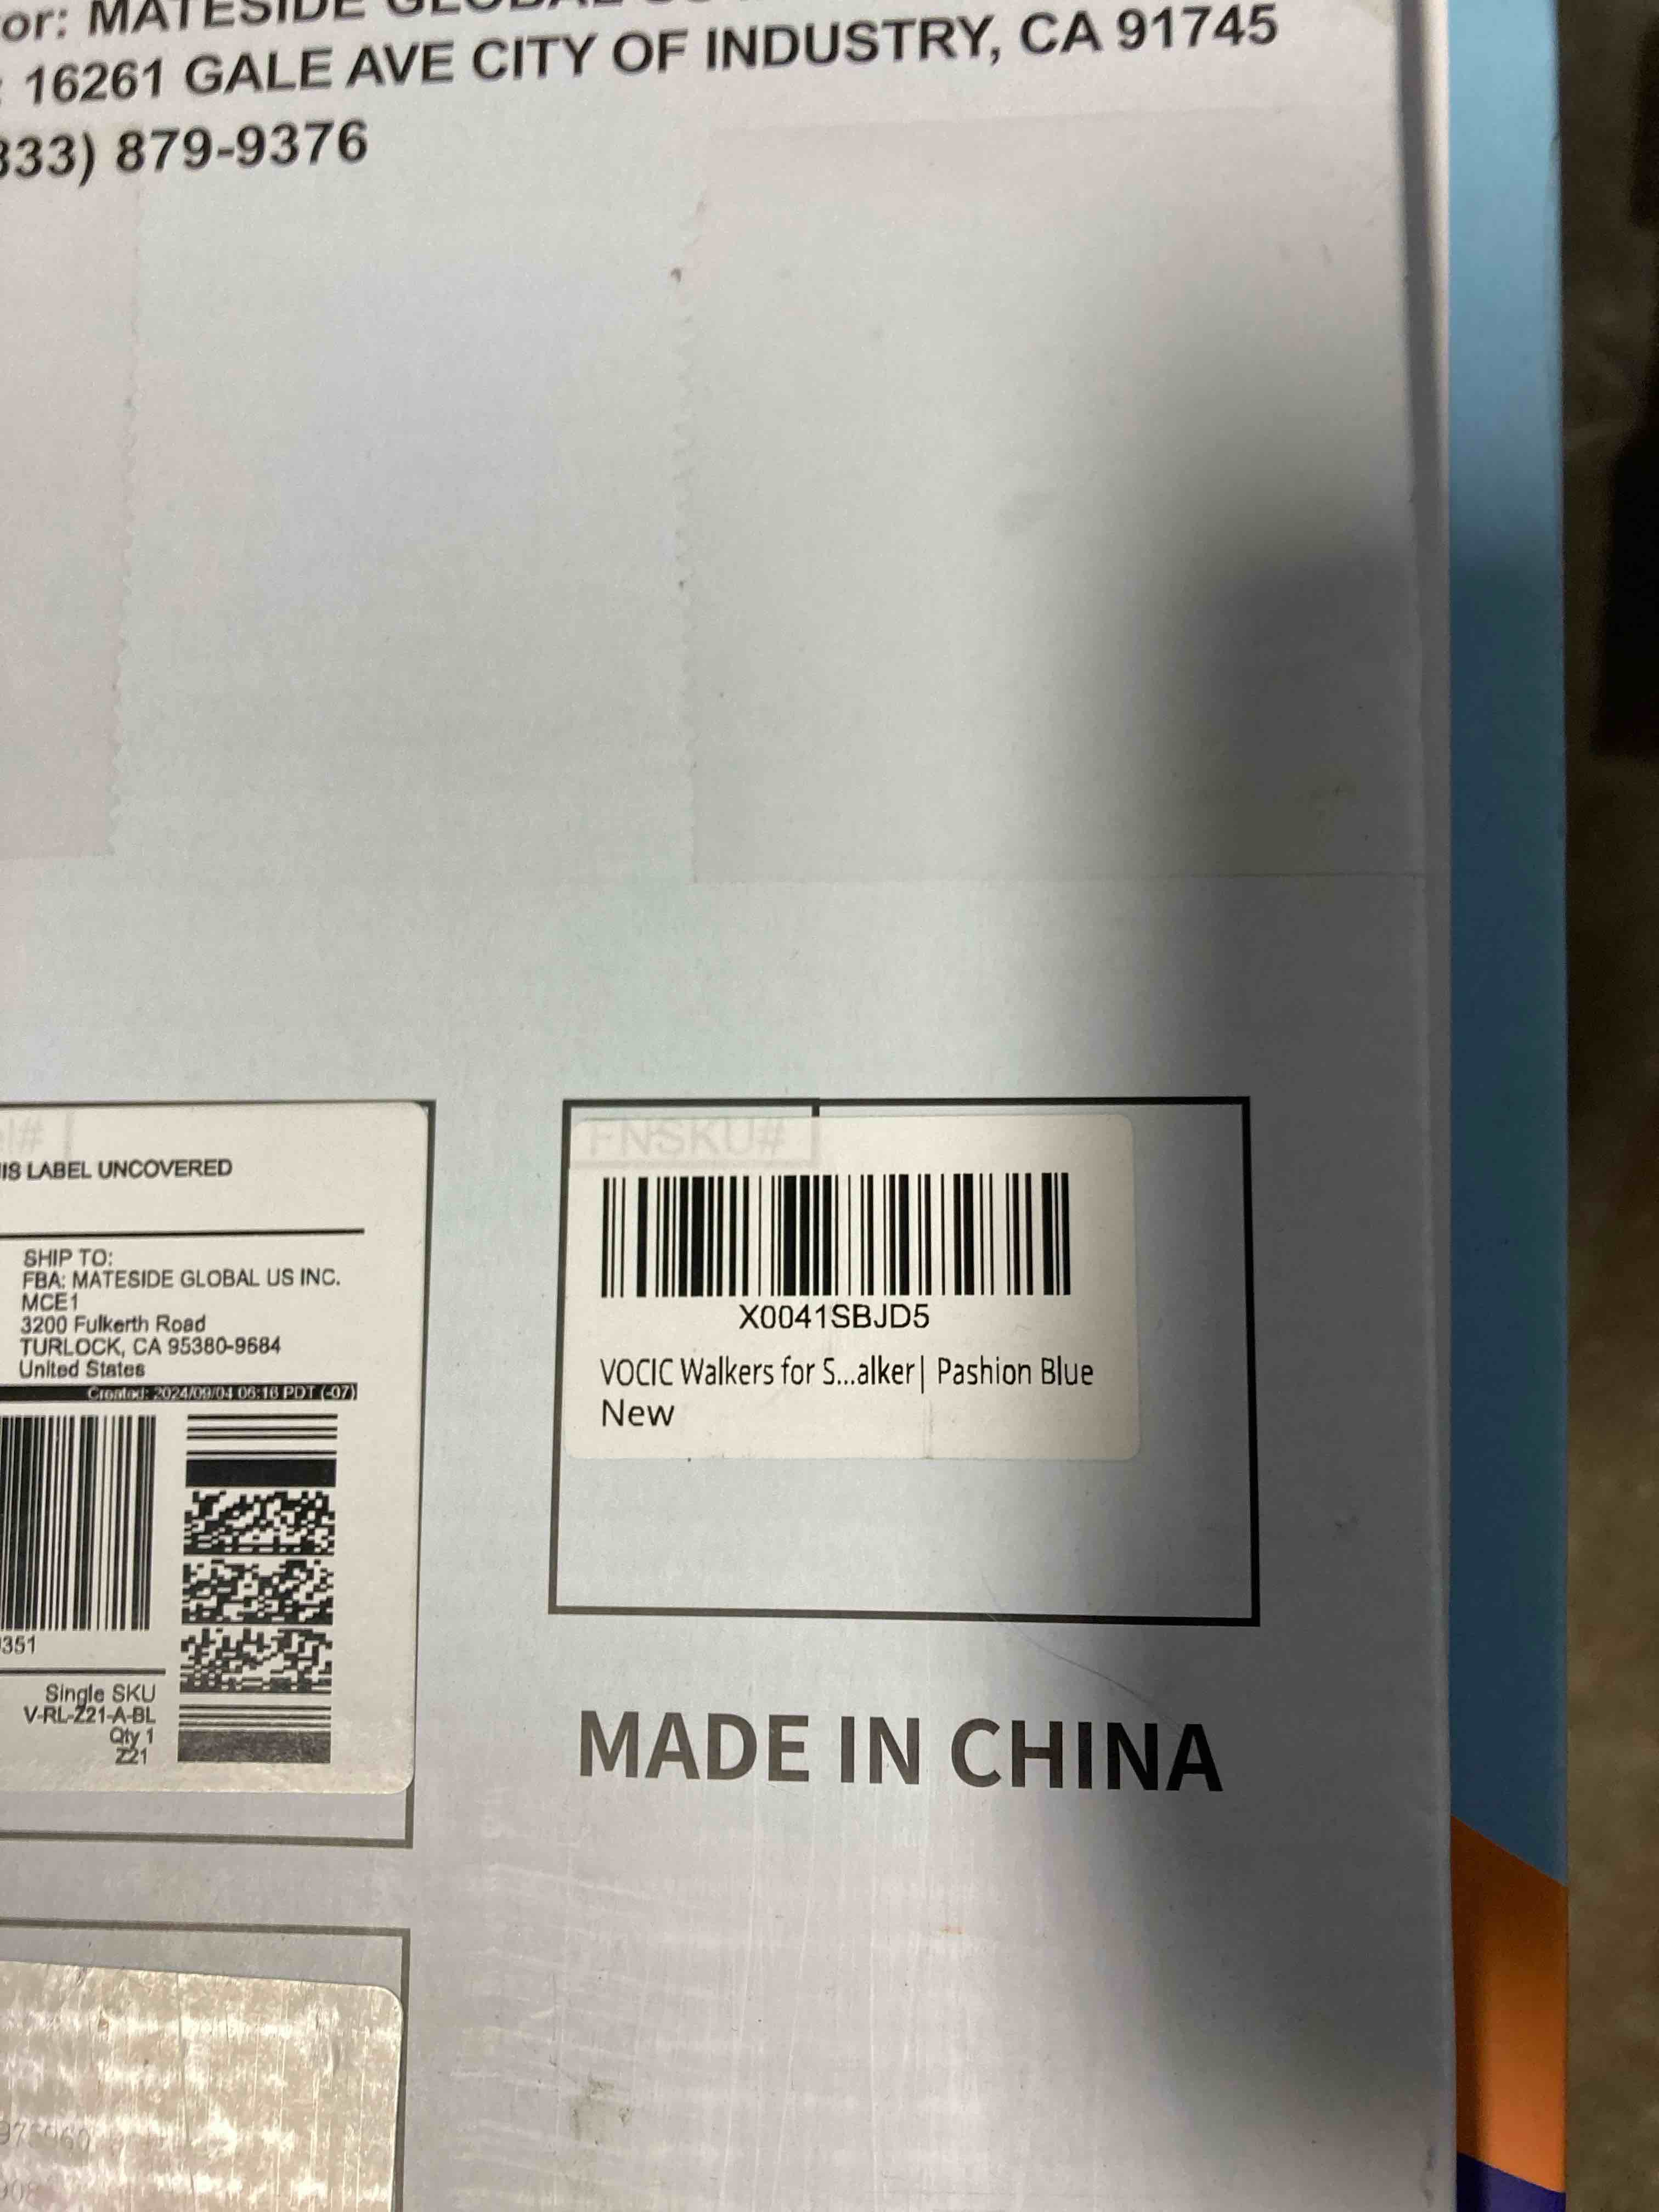 or: MATESIDE GLOBAL
16261 GALE AVE CITY OF INDUSTRY, CA 91745
333) 879-9376
FNSKU#
X0041SBJD5
VOCIC Walkers for S...alker| Pashion Blue
New
MADE IN CHINA
el#
IS LABEL UNCOVERED
SHIP TO:
FBA: MATESIDE GLOBAL US INC.
MCE1
3200 Fulkerth Road
TURLOCK, CA 95380-9684
United States
Created: 2024/09/04 06:16 PDT (-07)
351
Single SKU
V-RL-Z21-A-BL
Qty 1
Z21